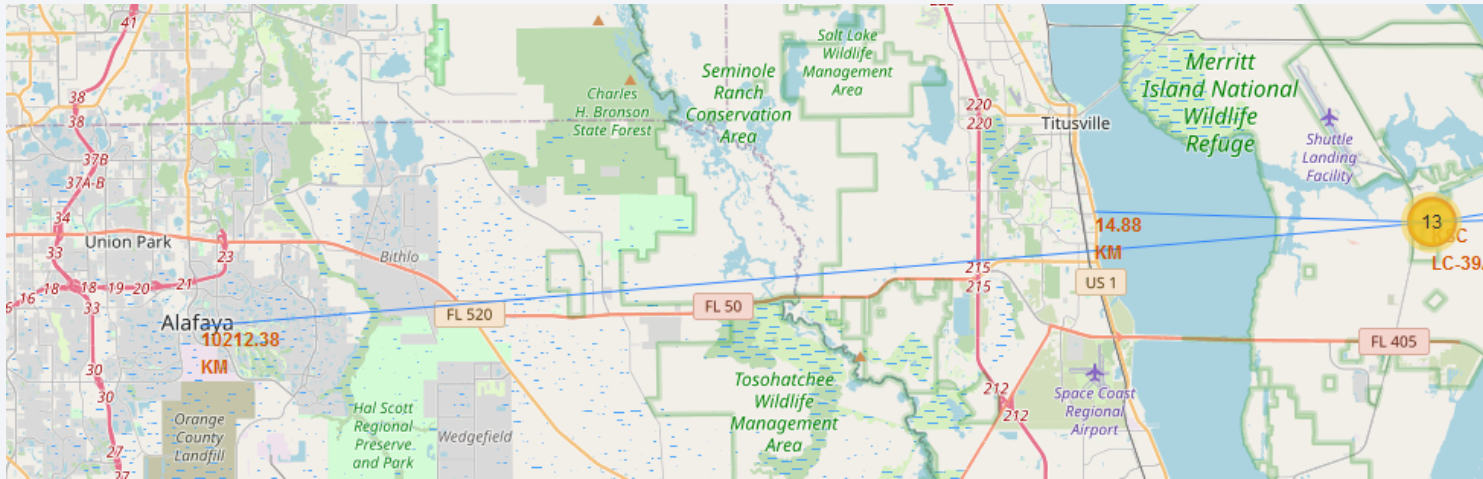 41
222
Salt Lake
Wildlife
Management
Area
Merritt
Island National
Wildlife
Refuge
Seminole
Ranch
Conservation
Area
Charles
H. Bronson
State Forest
38
38
220
220
Titusville
Shuttle
Landing
Facility
37B
37A-B
34
33
Union Park
23
Bithlo
14.88
KM
13
KSC
LC-39A
215
215
US 1
16
18
18
19
20
21
33
Alafaya
10212.38
KM
FL 520
FL 50
FL 405
30
30
Tosohatchee
Wildlife
Management
Area
212
212
Space Coast
Regional
Airport
Orange
County
Landfill
Hal Scott
Regional
Preserve
and Park
Wedgefield
27
27